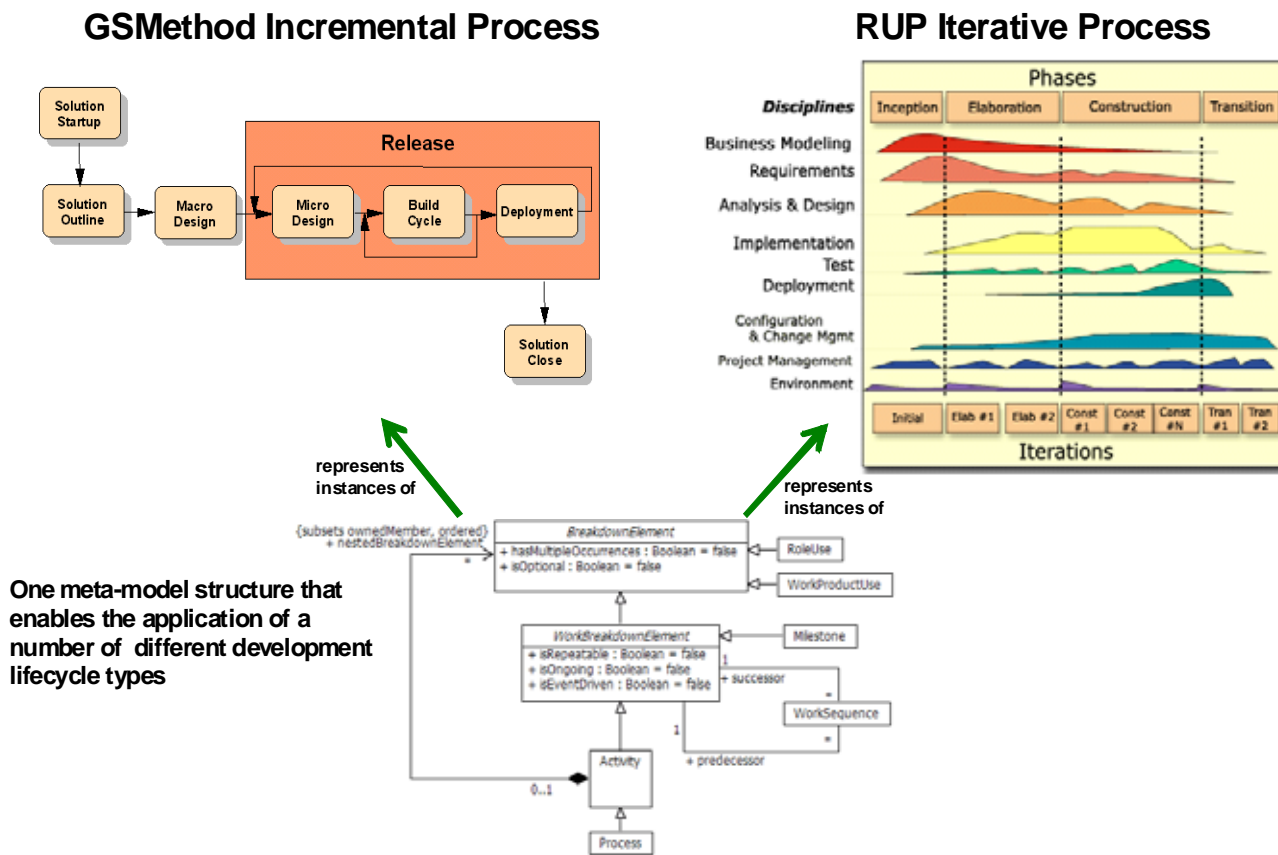 GSMethod Incremental Process
Solution
Startup
Solution
Outline
Macro
Design
Release
Micro
Design
Build
Cycle
Deployment
Solution
Close
RUP Iterative Process
Phases
Disciplines
Inception
Elaboration
Construction
Transition
Business Modeling
Requirements
Analysis & Design
Implementation
Test
Deployment
Configuration
& Change Mgmt
Project Management
Environment
Initial
Elab #1
Elab #2
Const
#1
Const
#2
Const
#N
Tran
#1
Tran
#2
Iterations
represents
instances of
represents
instances of
One meta-model structure that
enables the application of a
number of different development
lifecycle types
{subsets ownedMember, ordered}
+ nestedBreakdownElement
*
BreakdownElement
+ hasMultipleOccurrences : Boolean = false
+ isOptional : Boolean = false
RoleUse
WorkProductUse
WorkBreakdownElement
+ isRepeatable : Boolean = false
+ isOngoing : Boolean = false
+ isEventDriven : Boolean = false
Milestone
1
+ successor
*
WorkSequence
*
1
+ predecessor
Activity
0..1
Process